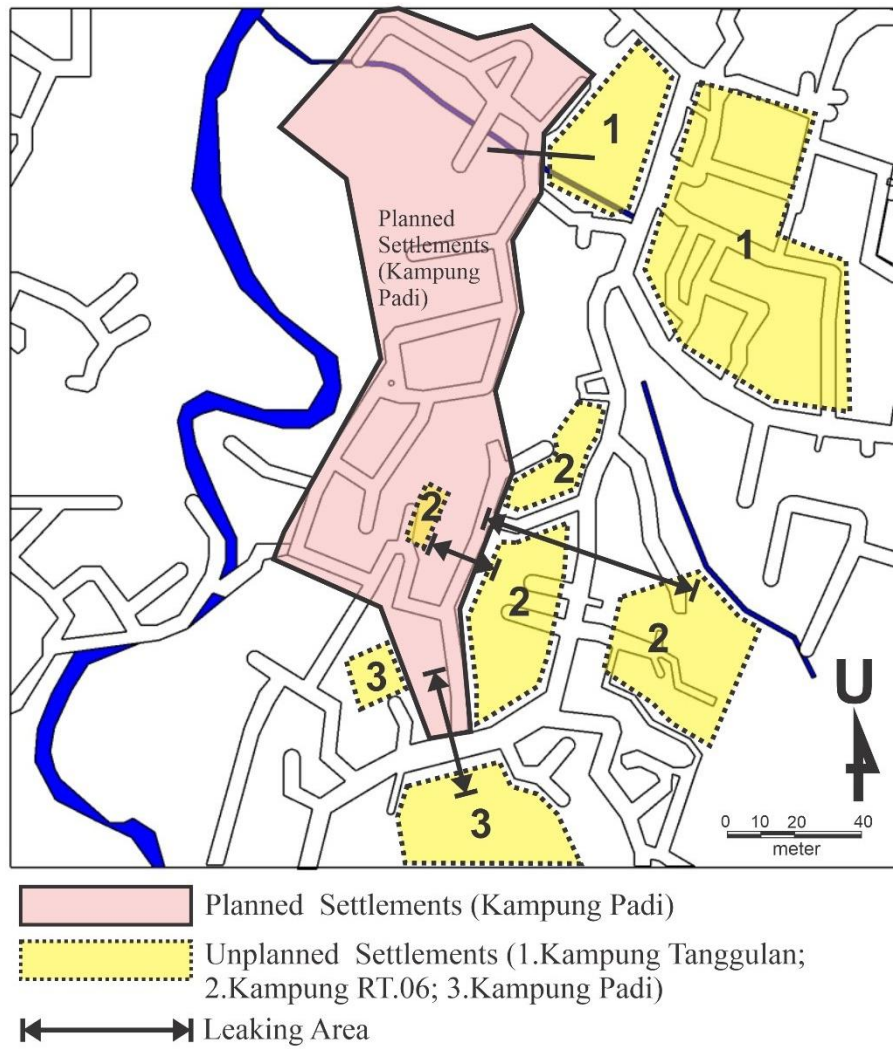 1
1
Planned
Settlements
(Kampung
Padi)
2
2
2
2
3
3
U
0 10 20 40
meter
Planned Settlements (Kampung Padi)
Unplanned Settlements (1.Kampung Tanggulan;
2.Kampung RT.06; 3.Kampung Padi)
Leaking Area